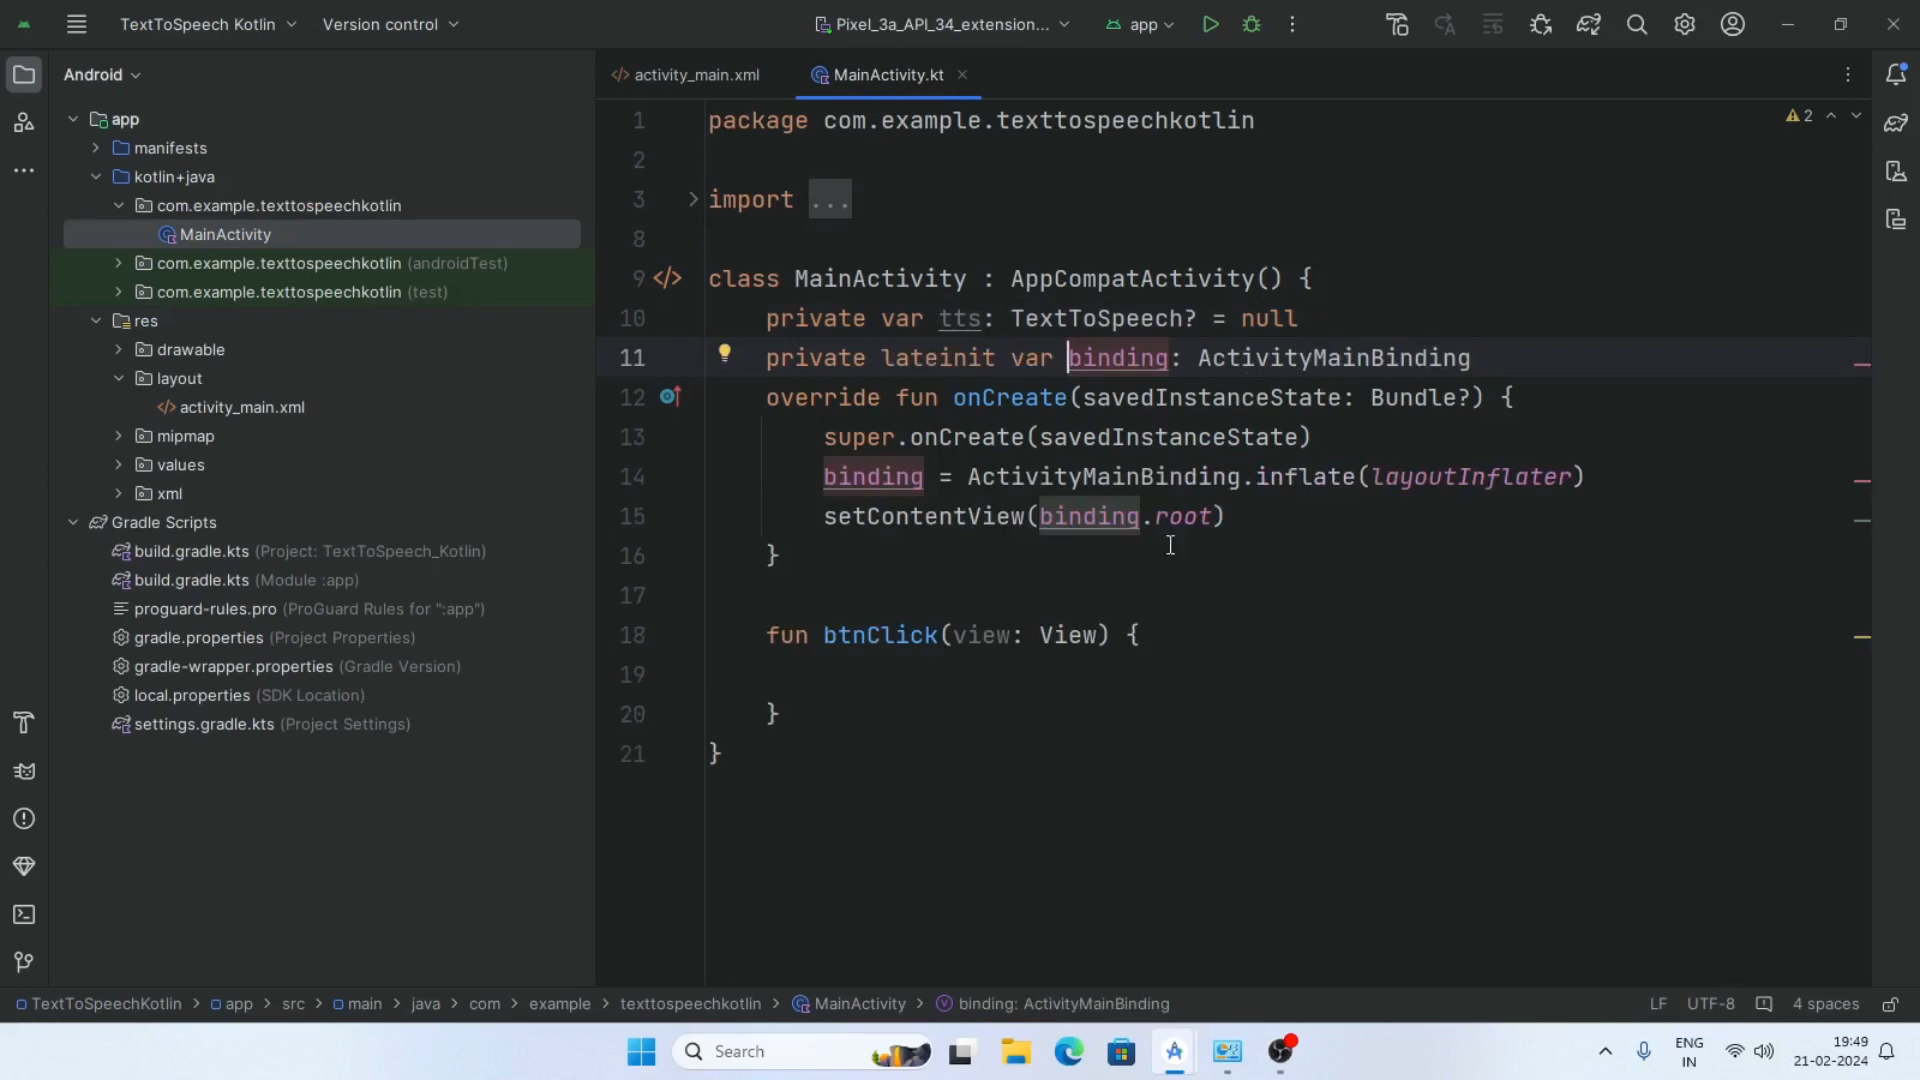 TextToSpeech Kotlin
Version control
Pixel_3a_API_34_extension...
app
Android
activity_main.xml
MainActivity.kt
app
manifests
kotlin+java
com.example.texttospeechkotlin
MainActivity
com.example.texttospeechkotlin (androidTest)
com.example.texttospeechkotlin (test)
res
drawable
layout
activity_main.xml
mipmap
values
xml
Gradle Scripts
build.gradle.kts (Project: TextToSpeech_Kotlin)
build.gradle.kts (Module :app)
proguard-rules.pro (ProGuard Rules for ":app")
gradle.properties (Project Properties)
gradle-wrapper.properties (Gradle Version)
local.properties (SDK Location)
settings.gradle.kts (Project Settings)
2
1 package com.example.texttospeechkotlin
2
3 import ...
8
9 class MainActivity : AppCompatActivity() {
10 private var tts: TextToSpeech? = null
11 private lateinit var binding: ActivityMainBinding
12 override fun onCreate(savedInstanceState: Bundle?) {
13 super.onCreate(savedInstanceState)
14 binding = ActivityMainBinding.inflate(layoutInflater)
15 setContentView(binding.root)
16 }
17
18 fun btnClick(view: View) {
19
20 }
21 }
TextToSpeechKotlin > app > src > main > java > com > example > texttospeechkotlin > MainActivity > binding: ActivityMainBinding
LF UTF-8 4 spaces
Search
ENG
IN
19:49
21-02-2024